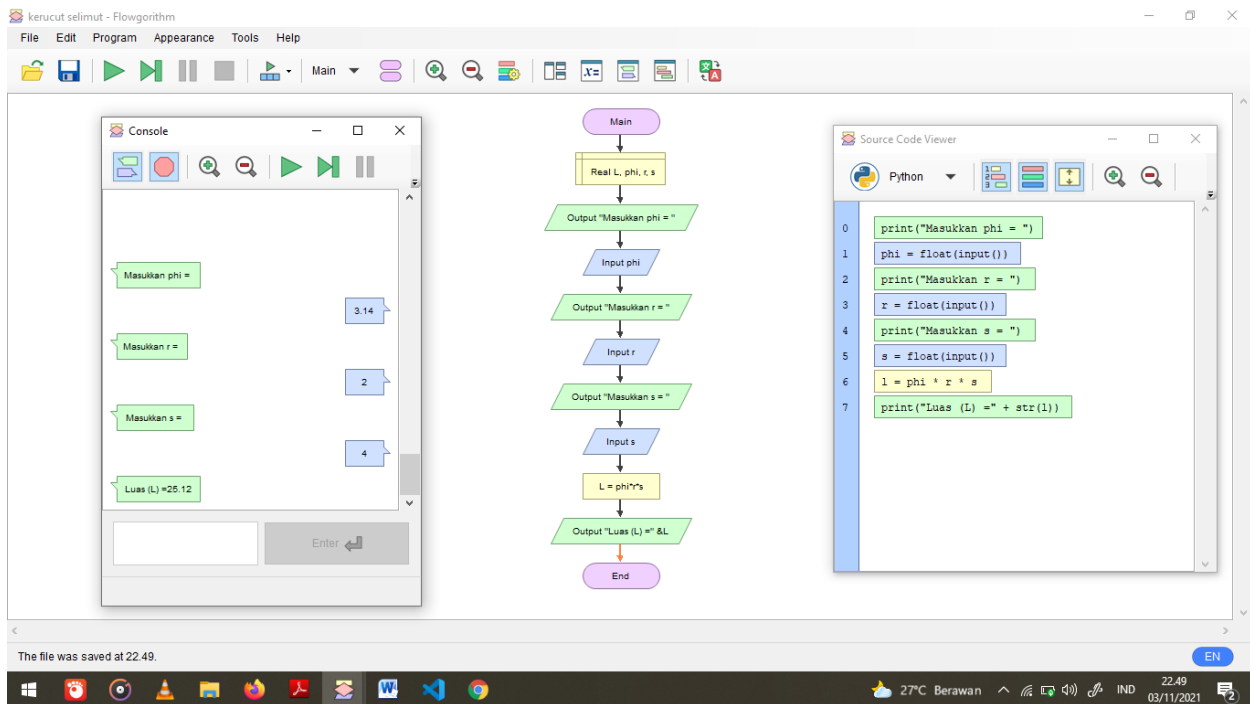 kerucut selimut - Flowgorithm
File Edit Program Appearance Tools Help
Main
Console
Masukkan phi =
3.14
Masukkan r =
2
Masukkan s =
4
Luas (L) =25.12
Enter
Main
Real L, phi, r, s
Output "Masukkan phi = "
Input phi
Output "Masukkan r = "
Input r
Output "Masukkan s = "
Input s
L = phi*r*s
Output "Luas (L) =" &L
End
Source Code Viewer
Python
0 print("Masukkan phi = ")
1 phi = float(input())
2 print("Masukkan r = ")
3 r = float(input())
4 print("Masukkan s = ")
5 s = float(input())
6 l = phi * r * s
7 print("Luas (L) =" + str(l))
The file was saved at 22.49.
EN
27°C Berawan
IND
22.49
03/11/2021
2